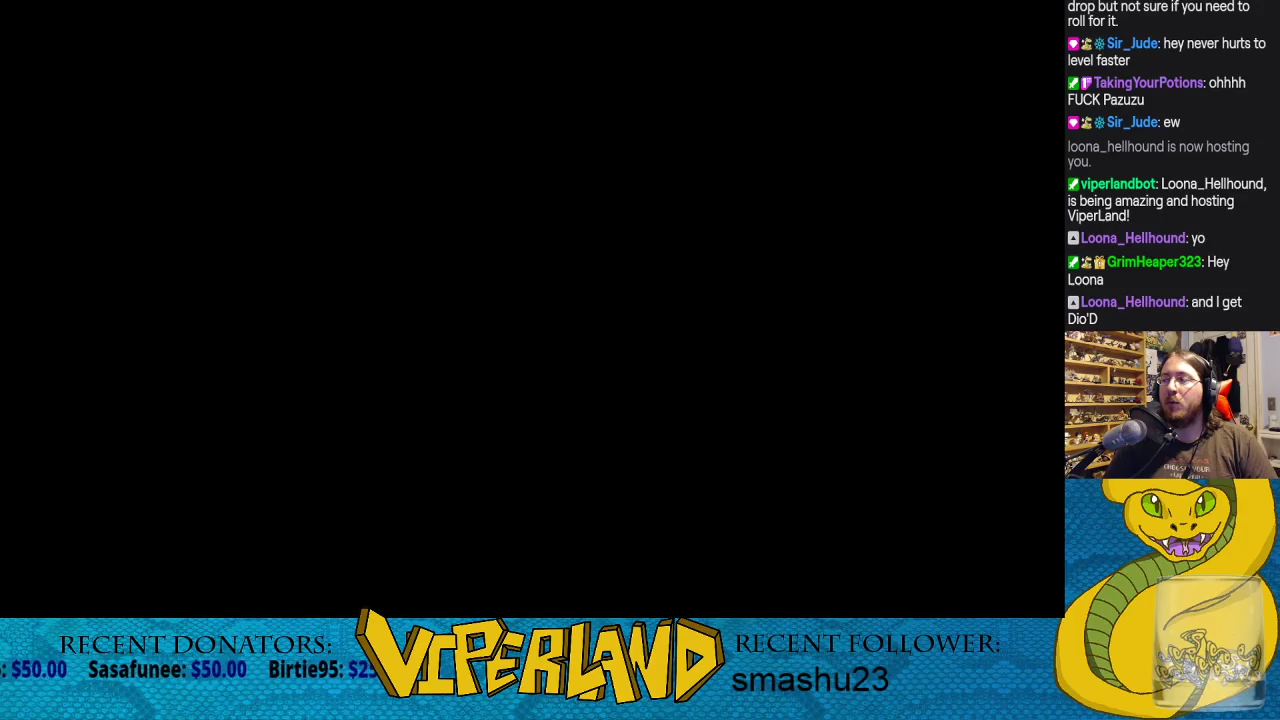 drop but not sure if you need to
roll for it.
Sir_Jude: hey never hurts to
level faster
TakingYourPotions: ohhhh
FUCK Pazuzu
Sir_Jude: ew
loona_hellhound is now hosting
you.
viperlandbot: Loona_Hellhound,
is being amazing and hosting
ViperLand!
Loona_Hellhound: yo
GrimHeaper323: Hey
Loona
Loona_Hellhound: and I get
Dio'D
CHOOSE YOUR
RECENT DONATORS:
: $50.00 Sasafunee: $50.00 Birtie95: $25
VIPERLAND
RECENT FOLLOWER:
smashu23